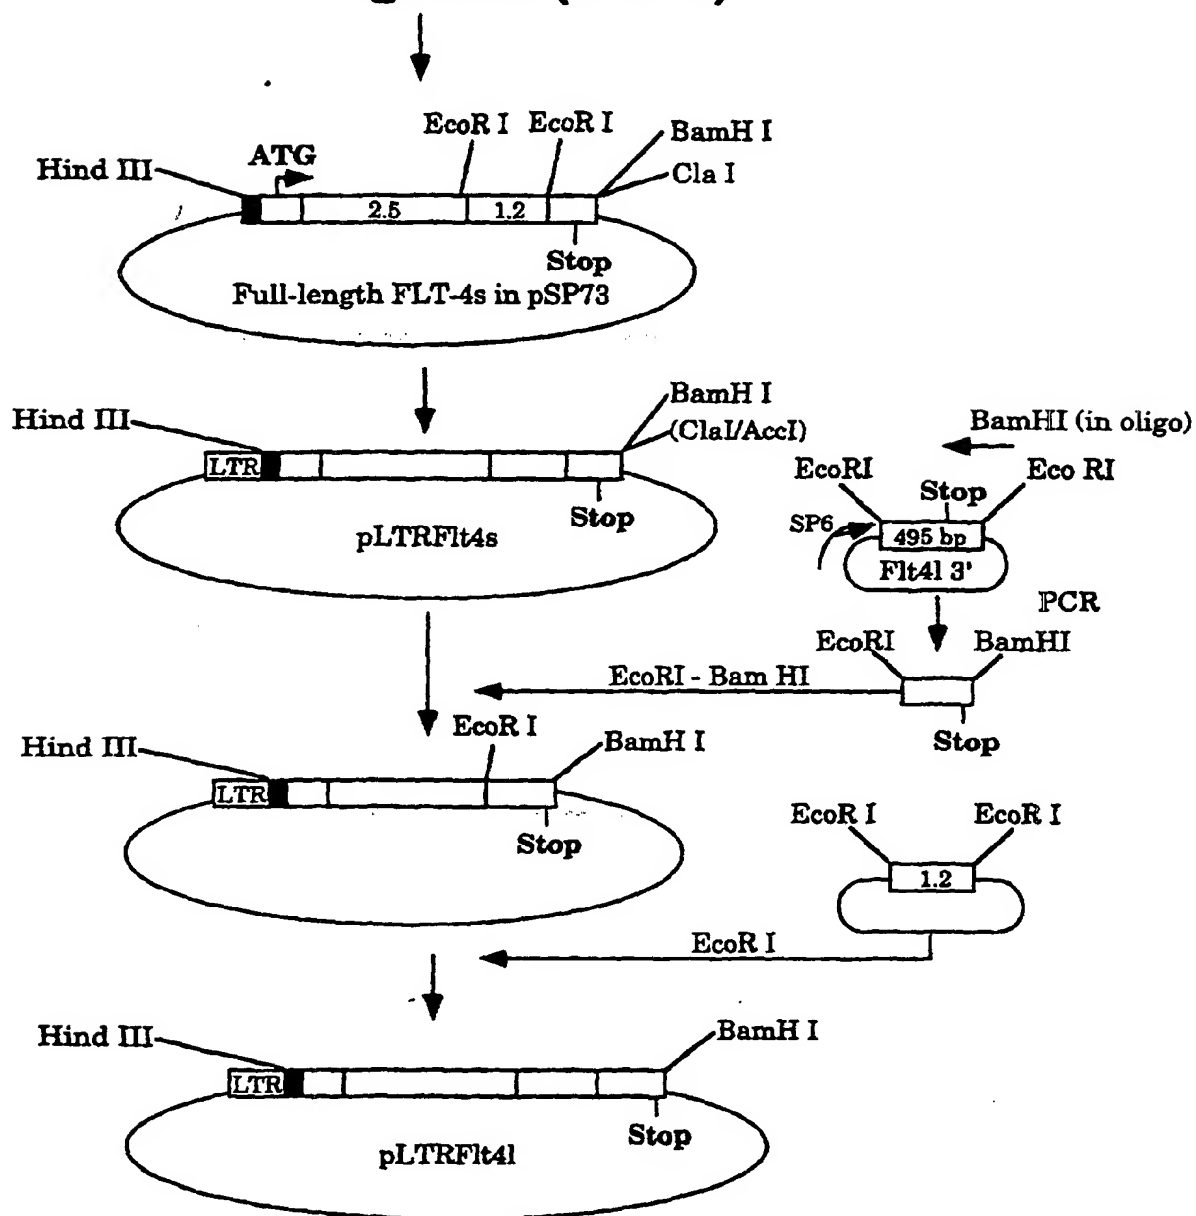 EcoR I EcoR I
BamH I
Hind III
ATG
Cla I
2.5
1.2
Stop
Full-length FLT-4s in pSP73
BamH I
Hind III
(ClaI/AccI)
BamHI (in oligo)
LTR
EcoRI
Eco RI
Stop
Stop
SP6
495 bp
pLTRFlt4s
Flt4l 3'
PCR
EcoRI
BamHI
EcoRI - Bam HI
EcoR I
Stop
Hind III
BamH I
LTR
EcoR I
EcoR I
Stop
1.2
EcoR I
Hind III
BamH I
LTR
Stop
pLTRFlt4l